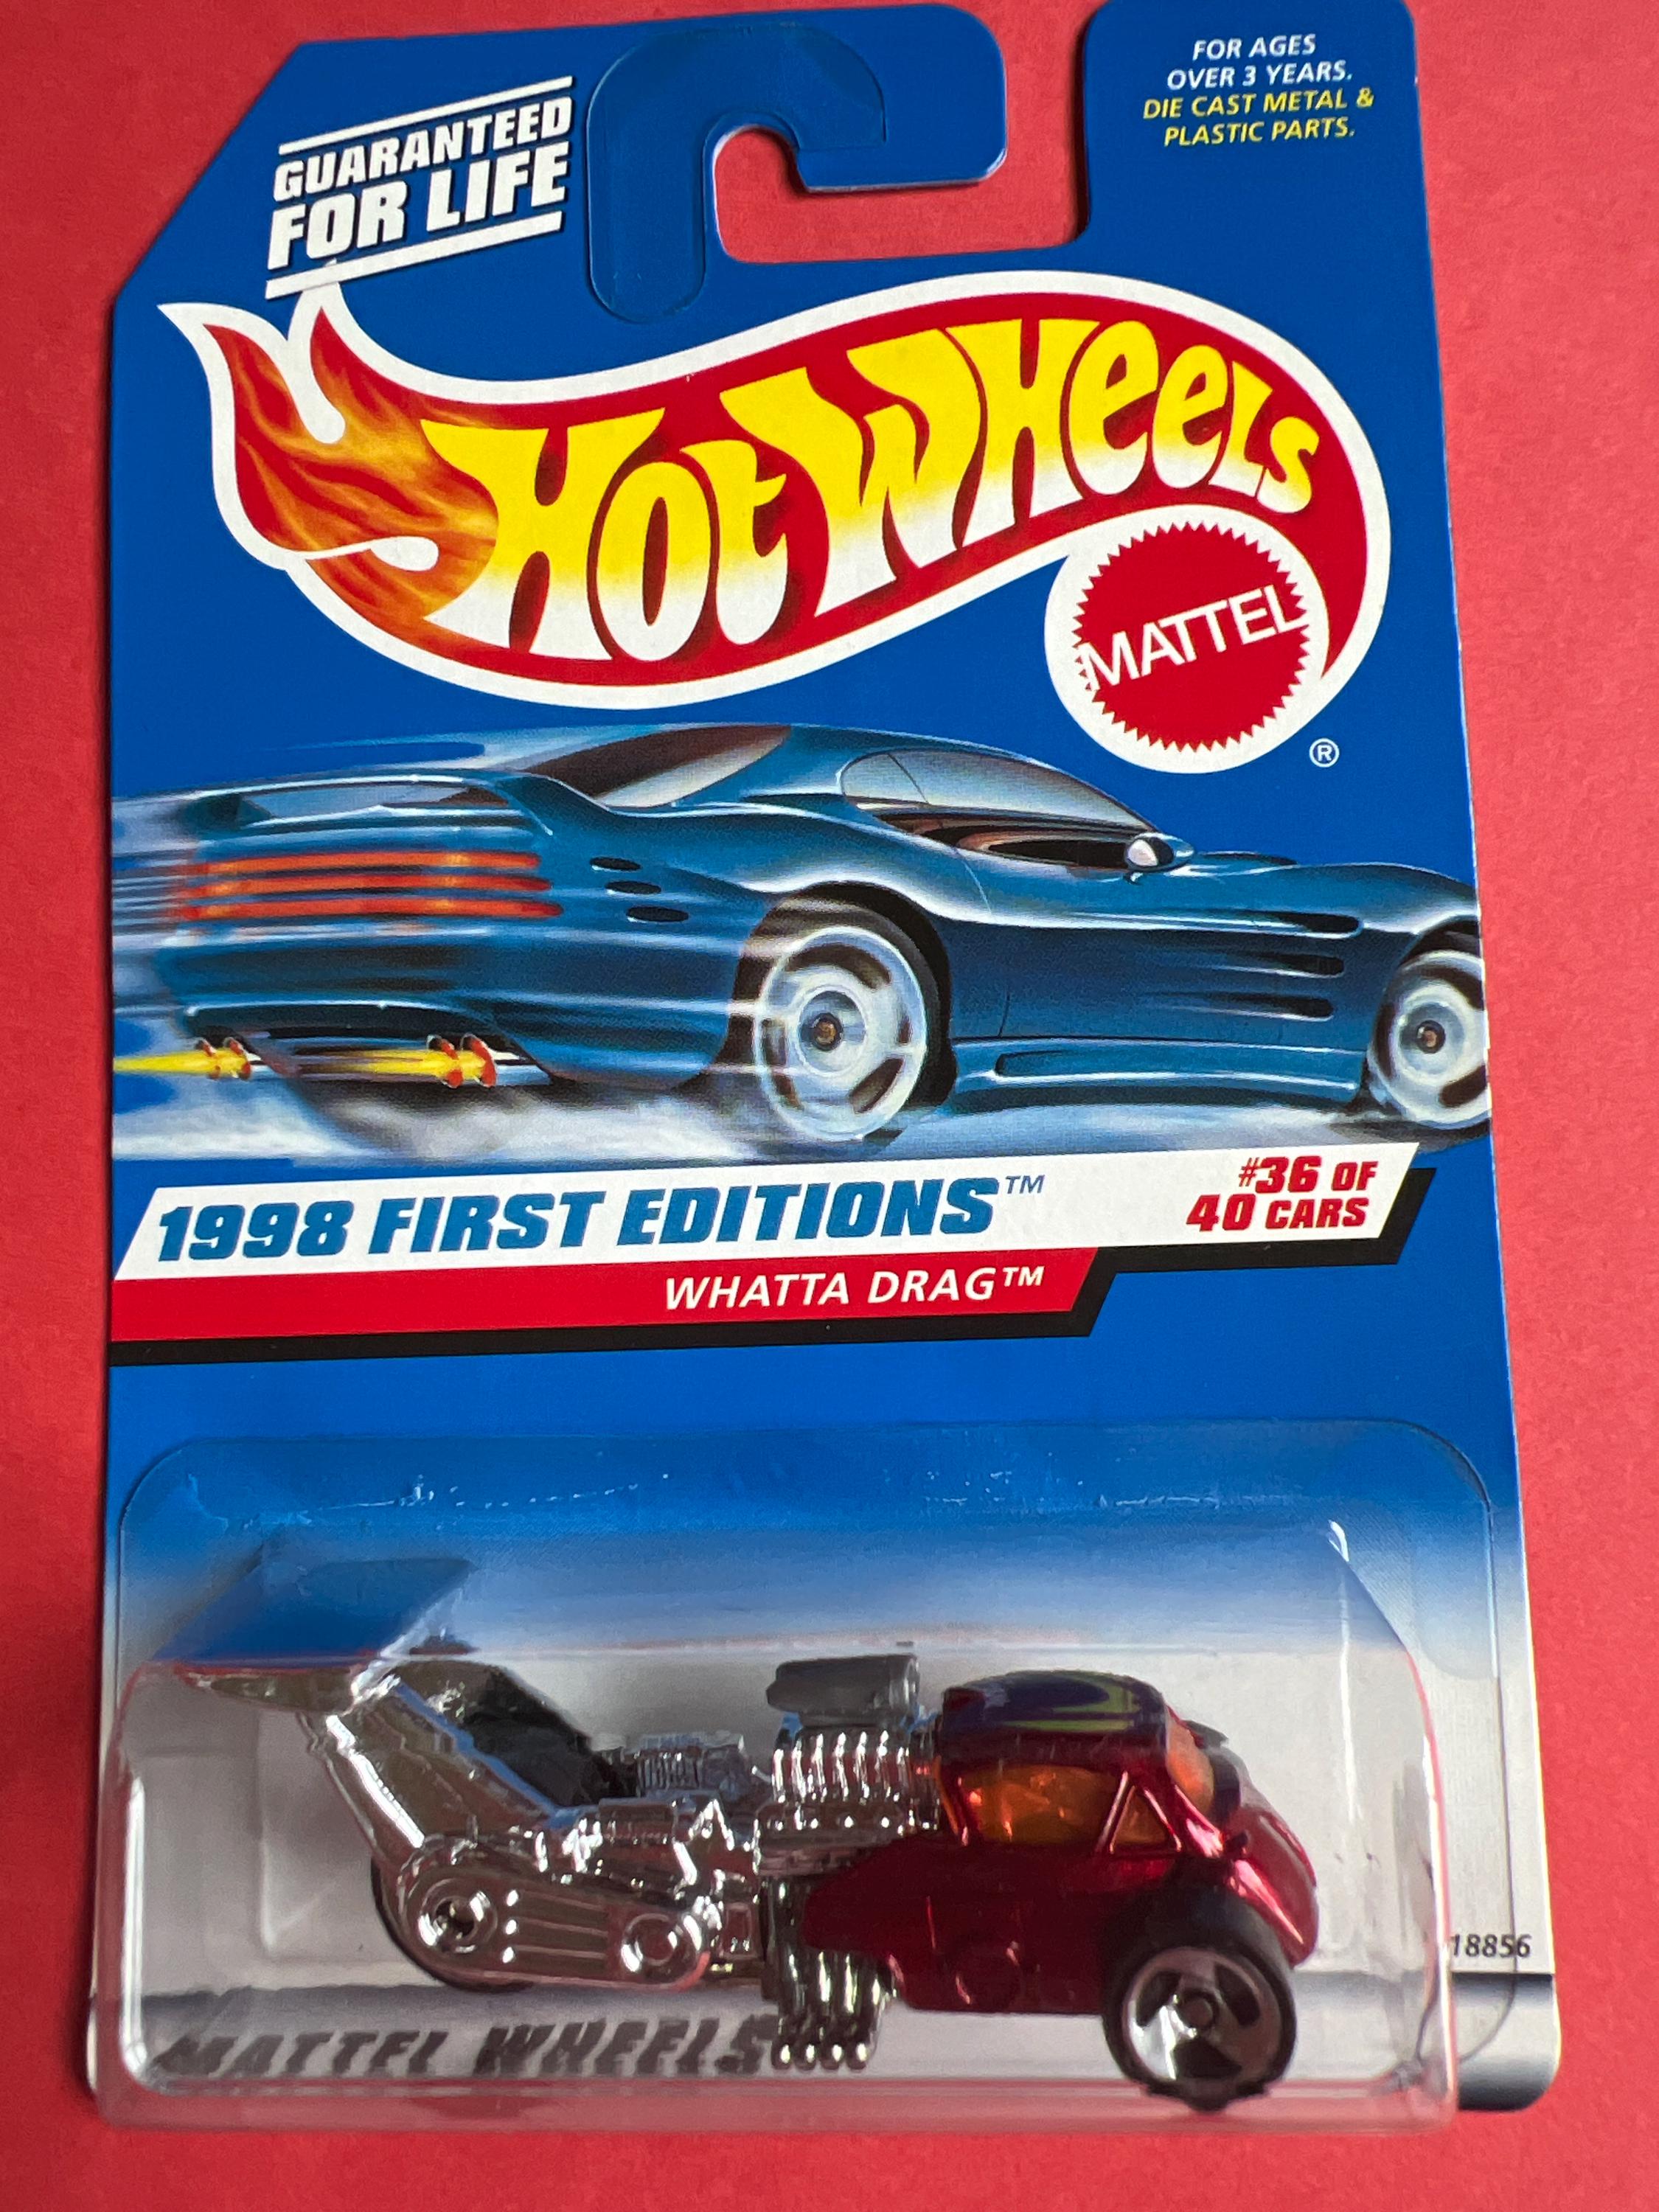 GUARANTEED
FOR LIFE
FOR AGES
OVER 3 YEARS.
DIE CAST METAL &
PLASTIC PARTS.
HOT WHEELS
MATTEL
®
1998 FIRST EDITIONS™
#36 OF
40 CARS
WHATTA DRAG™
18856
MATTEL WHEELS